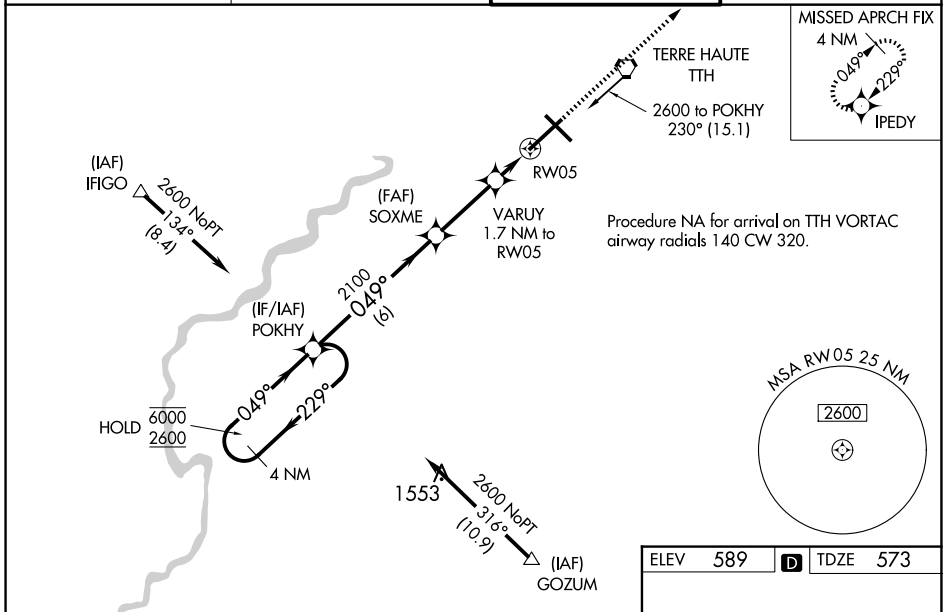 MISSED APRCH FIX
4 NM
049°
229°
IPEDY
TERRE HAUTE
TTH
2600 to POKHY
230° (15.1)
RW05
(IAF)
IFIGO
2600 NoPT
134°
(8.4)
(FAF)
SOXME
VARUY
1.7 NM to
RW05
Procedure NA for arrival on TTH VORTAC
airway radials 140 CW 320.
2100
049°
(6)
(IF/IAF)
POKHY
049°
229°
HOLD
6000
2600
4 NM
MSA RW 05 25 NM
2600
1553
2600 NoPT
316°
(10.9)
(IAF)
GOZUM
ELEV 589 D TDZE 573